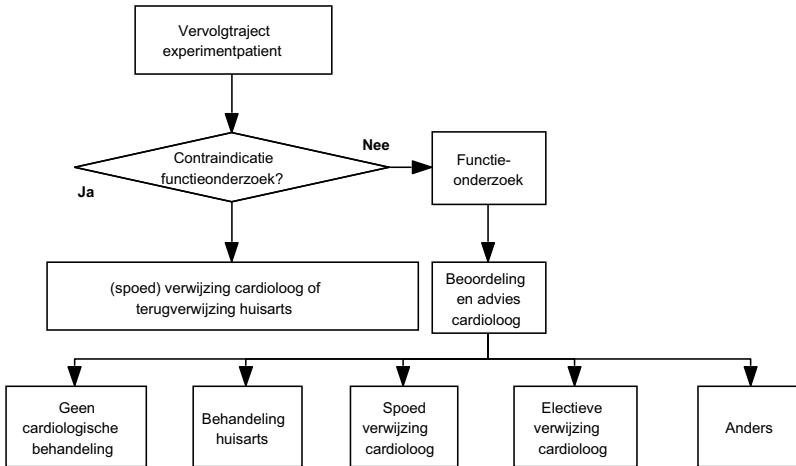 Vervolgtraject
experimentpatient
Contraindicatie
functieonderzoek?
Nee
Ja
Functie-
onderzoek
(spoed) verwijzing cardioloog of
terugverwijzing huisarts
Beoordeling
en advies
cardioloog
Geen
cardiologische
behandeling
Behandeling
huisarts
Spoed
verwijzing
cardioloog
Electieve
verwijzing
cardioloog
Anders